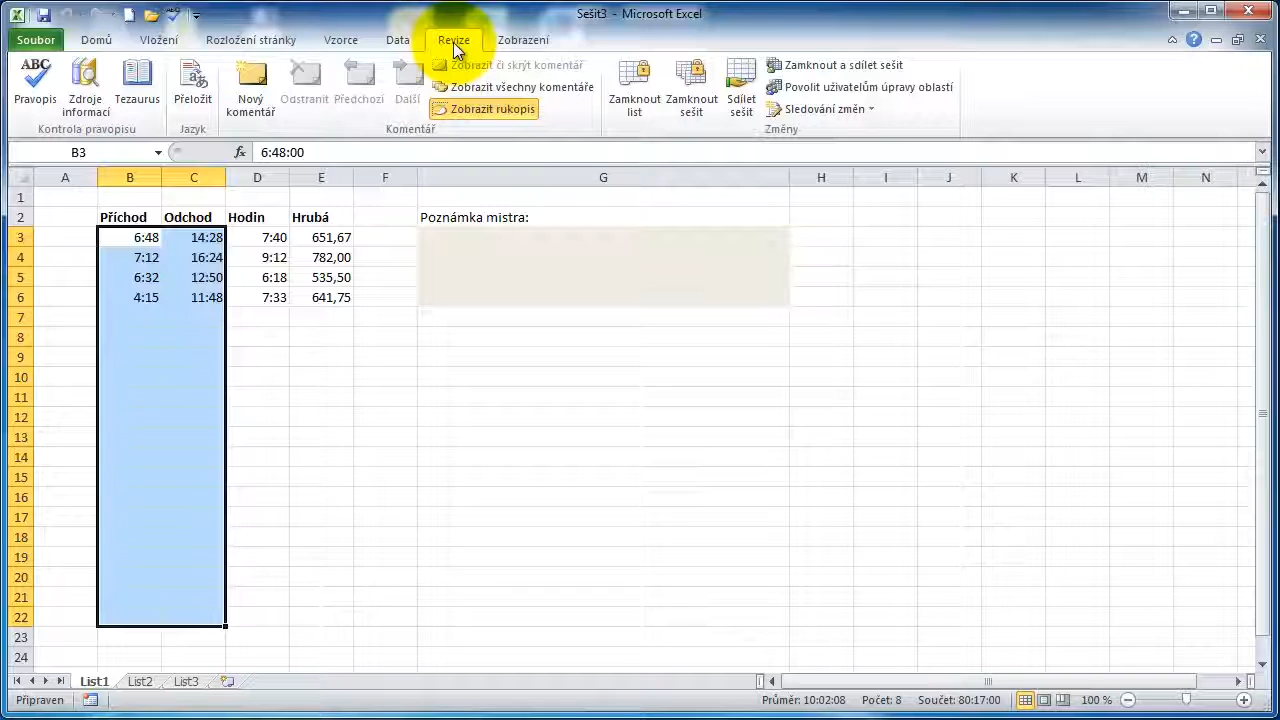 Sešit3 - Microsoft Excel
Soubor Domů Vložení Rozložení stránky Vzorce Data Revize Zobrazení
ABC
Pravopis
Zdroje informací
Tezaurus
Kontrola pravopisu
Přeložit
Jazyk
Nový komentář
Odstranit
Předchozí
Další
Zobrazit či skrýt komentář
Zobrazit všechny komentáře
Zobrazit rukopis
Komentář
Zamknout list
Zamknout sešit
Sdílet sešit
Zamknout a sdílet sešit
Povolit uživatelům úpravy oblastí
Sledování změn
Změny
B3 fx 6:48:00
A B C D E F G H I J K L M N
1
2 Příchod Odchod Hodin Hrubá Poznámka mistra:
3 6:48 14:28 7:40 651,67
4 7:12 16:24 9:12 782,00
5 6:32 12:50 6:18 535,50
6 4:15 11:48 7:33 641,75
7
8
9
10
11
12
13
14
15
16
17
18
19
20
21
22
23
24
List1 List2 List3
Připraven Průměr: 10:02:08 Počet: 8 Součet: 80:17:00 100 %